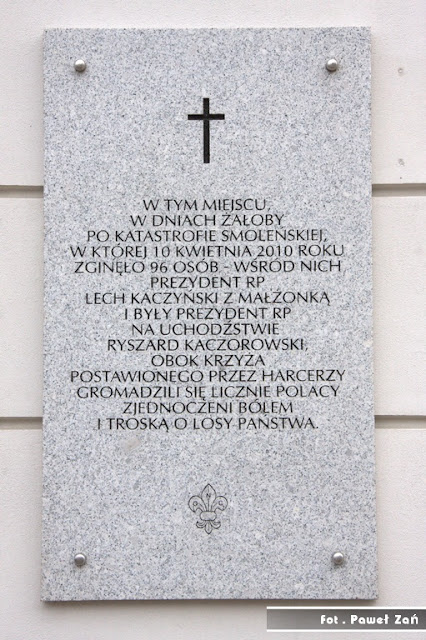 W TYM MIEJSCU,
W DNIACH ŻAŁOBY
PO KATASTROFIE SMOLEŃSKIEJ,
W KTÓREJ 10 KWIETNIA 2010 ROKU
ZGINĘŁO 96 OSÓB - WŚRÓD NICH
PREZYDENT RP
LECH KACZYŃSKI Z MAŁŻONKĄ
I BYŁY PREZYDENT RP
NA UCHODŹSTWIE
RYSZARD KACZOROWSKI,
OBOK KRZYŻA
POSTAWIONEGO PRZEZ HARCERZY
GROMADZILI SIĘ LICZNIE POLACY
ZJEDNOCZENI BÓLEM
I TROSKĄ O LOSY PAŃSTWA.
Fot. Paweł Zań